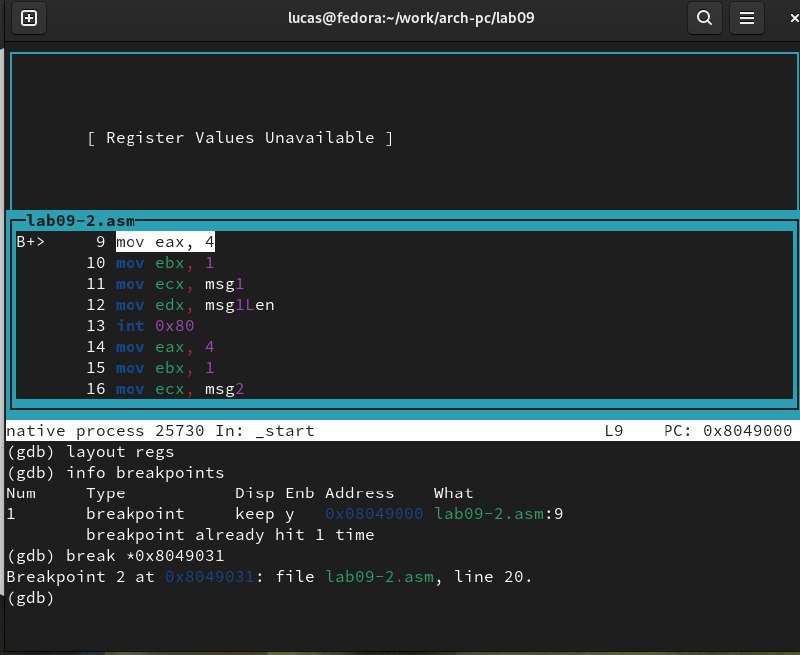 lucas@fedora:~/work/arch-pc/lab09
[ Register Values Unavailable ]
lab09-2.asm
B+> 9 mov eax, 4
10 mov ebx, 1
11 mov ecx, msg1
12 mov edx, msg1Len
13 int 0x80
14 mov eax, 4
15 mov ebx, 1
16 mov ecx, msg2
native process 25730 In: _start L9 PC: 0x8049000
(gdb) layout regs
(gdb) info breakpoints
Num Type Disp Enb Address What
1 breakpoint keep y 0x08049000 lab09-2.asm:9
breakpoint already hit 1 time
(gdb) break *0x8049031
Breakpoint 2 at 0x8049031: file lab09-2.asm, line 20.
(gdb)